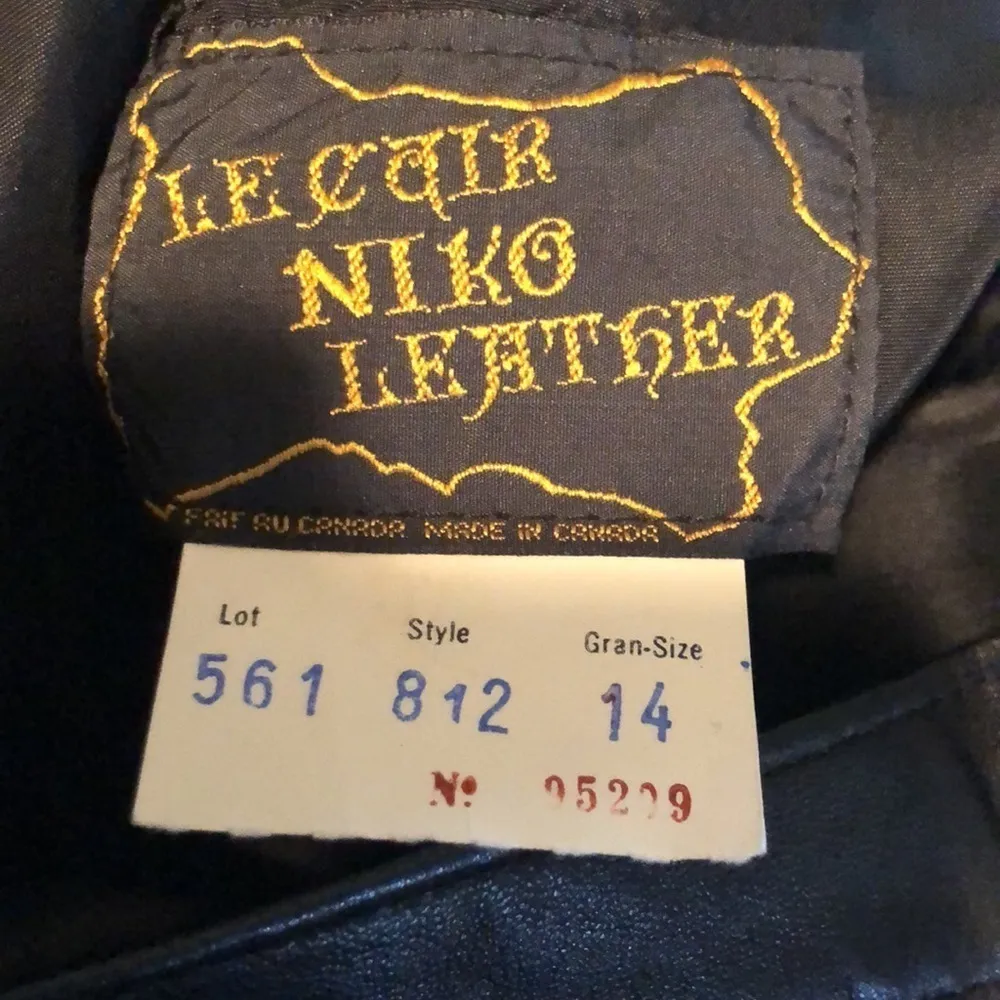 LE CUIR
NIKO
LEATHER
FAIT AU CANADA MADE IN CANADA
Lot Style Gran-Size
561 812 14
Nº